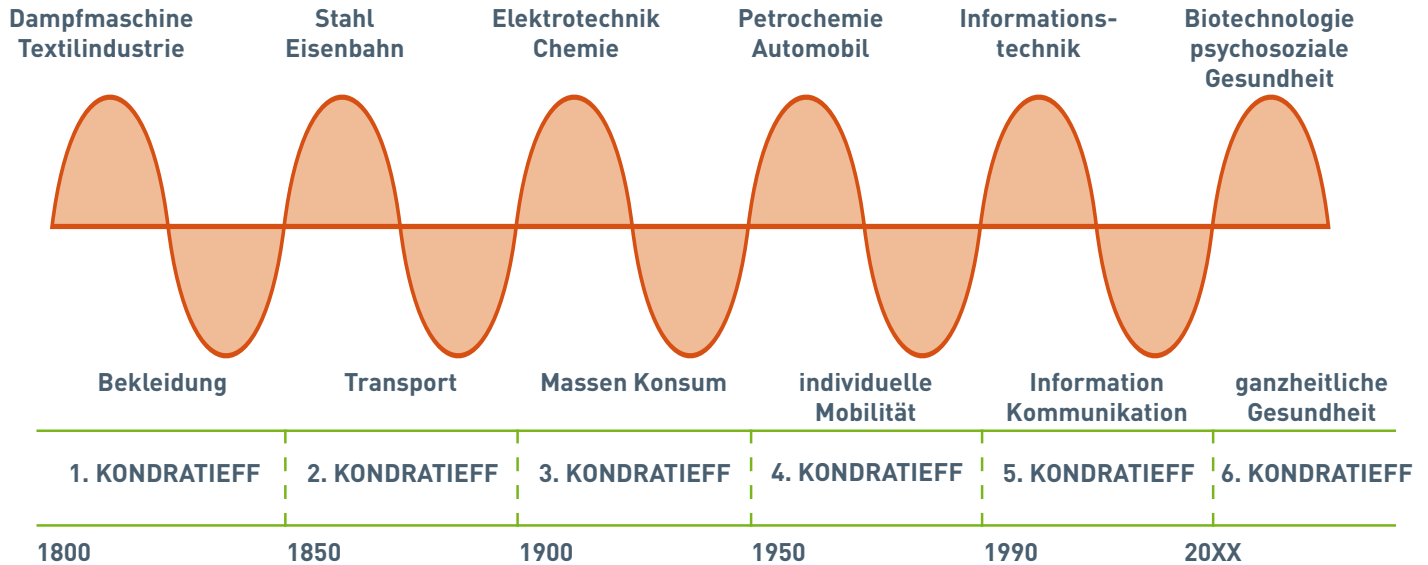 Dampfmaschine
Textilindustrie
Stahl
Eisenbahn
Elektrotechnik
Chemie
Petrochemie
Automobil
Informations-
technik
Biotechnologie
psychosoziale
Gesundheit
Bekleidung
Transport
Massen Konsum
individuelle
Mobilität
Information
Kommunikation
ganzheitliche
Gesundheit
1. KONDRATIEFF
2. KONDRATIEFF
3. KONDRATIEFF
4. KONDRATIEFF
5. KONDRATIEFF
6. KONDRATIEFF
1800
1850
1900
1950
1990
20XX